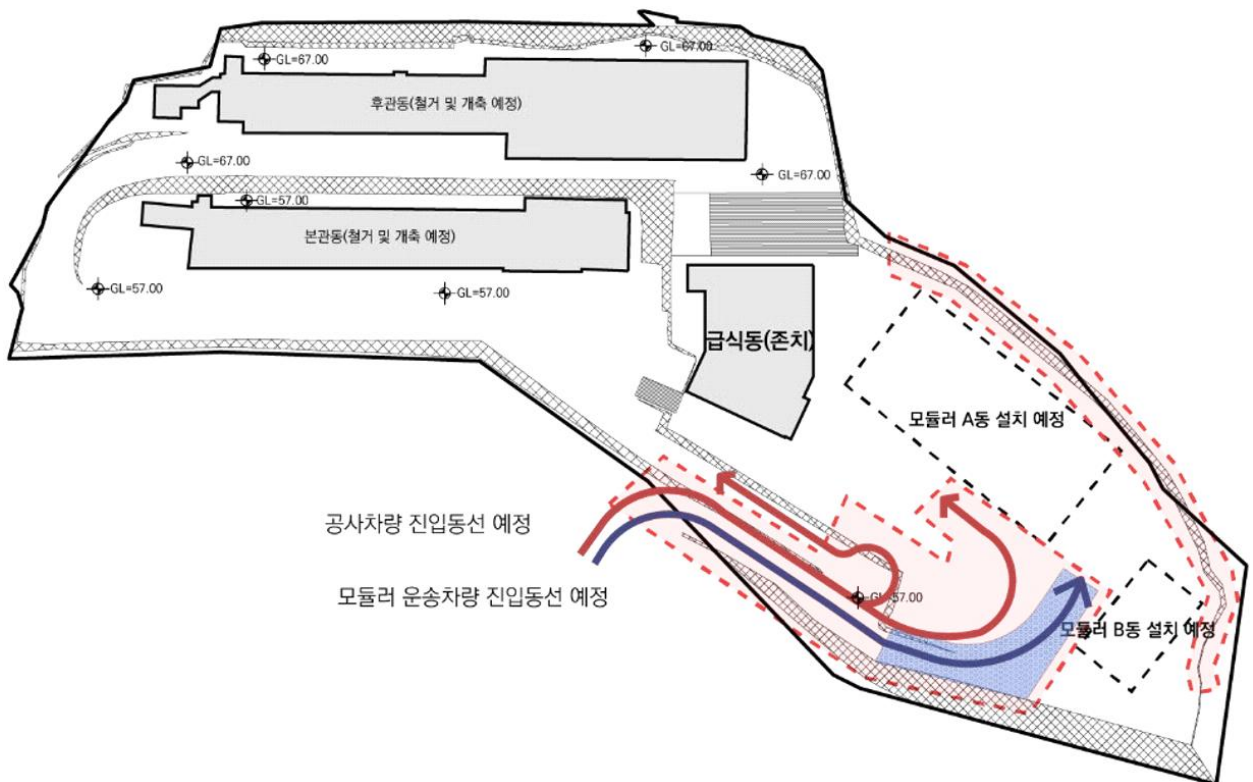 GL=67.00
GL=67.00
후관동(철거 및 개축 예정)
GL=67.00
GL=67.00
GL=57.00
본관동(철거 및 개축 예정)
GL=57.00
GL=57.00
급식동(존치)
모듈러 A동 설치 예정
공사차량 진입동선 예정
모듈러 운송차량 진입동선 예정
GL=57.00
모듈러 B동 설치 예정